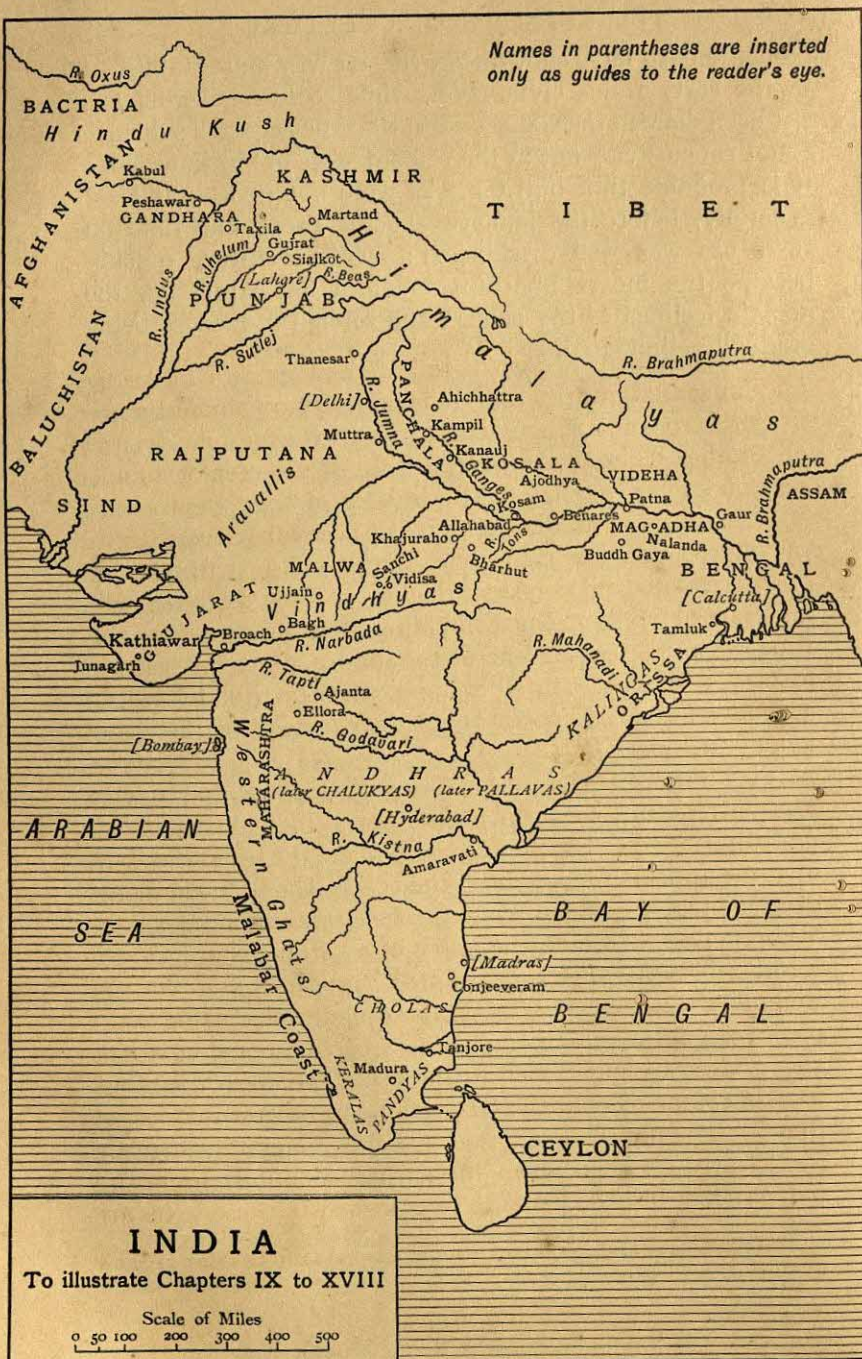 Names in parentheses are inserted
only as guides to the reader's eye.
R. Oxus
BACTRIA
Hindu Kush
AFGHANISTAN
Kabul
KASHMIR
Peshawar
GANDHARA
Martand
TIBET
Taxila
Gujrat
R. Jhelum
Sialkot
[Lahore]
R. Beas
PUNJAB
R. Indus
Himalayas
R. Sutlej
Thanesar
R. Brahmaputra
BALUCHISTAN
PANCHALA
[Delhi]
R. Jumna
Ahichhattra
Kampil
Muttra
R. Ganges
Kanauj
RAJPUTANA
KOSALA
Ajodhya
VIDEHA
R. Brahmaputra
ASSAM
SIND
Aravallis
Kosam
Patna
Allahabad
Benares
MAGADHA
Gaur
Khajuraho
R. Tons
Nalanda
Bharhut
Buddh Gaya
MALWA
Sanchi
Vidisa
BENGAL
Ujjain
Vindhyas
[Calcutta]
GUJARAT
Bagh
Tamluk
Kathiawar
Broach
R. Narbada
R. Mahanadi
Junagarh
R. Tapti
Ajanta
KALINGAS
ORISSA
Ellora
MAHARASHTRA
Western Ghats
R. Godavari
[Bombay]
ANDHRAS
(later CHALUKYAS) (later PALLAVAS)
[Hyderabad]
ARABIAN
SEA
R. Kistna
Amaravati
Malabar Coast
BAY OF
BENGAL
[Madras]
Conjeeveram
CHOLAS
Tanjore
Madura
KERALAS
PANDYAS
CEYLON
INDIA
To illustrate Chapters IX to XVIII
Scale of Miles
0 50 100 200 300 400 500